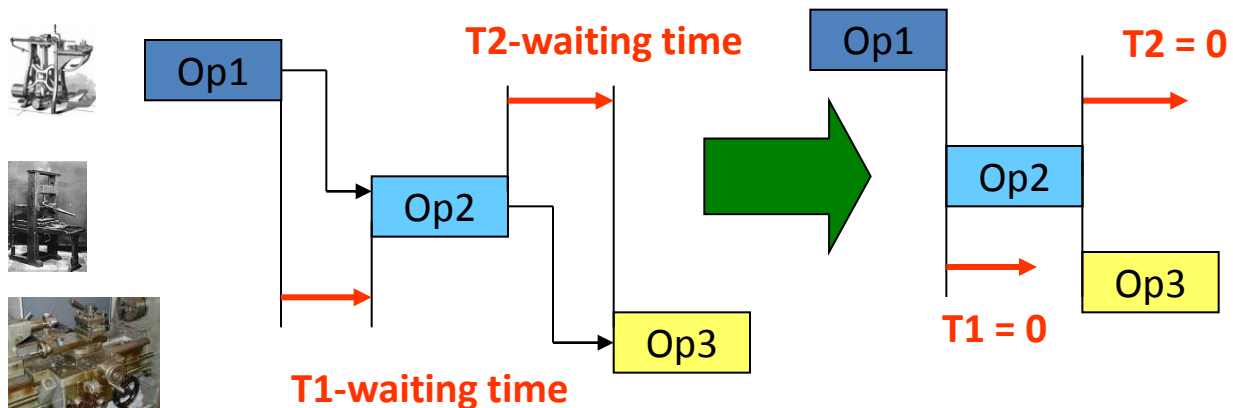 Op1
T2-waiting time
Op2
Op3
T1-waiting time
Op1
T2 = 0
Op2
Op3
T1 = 0